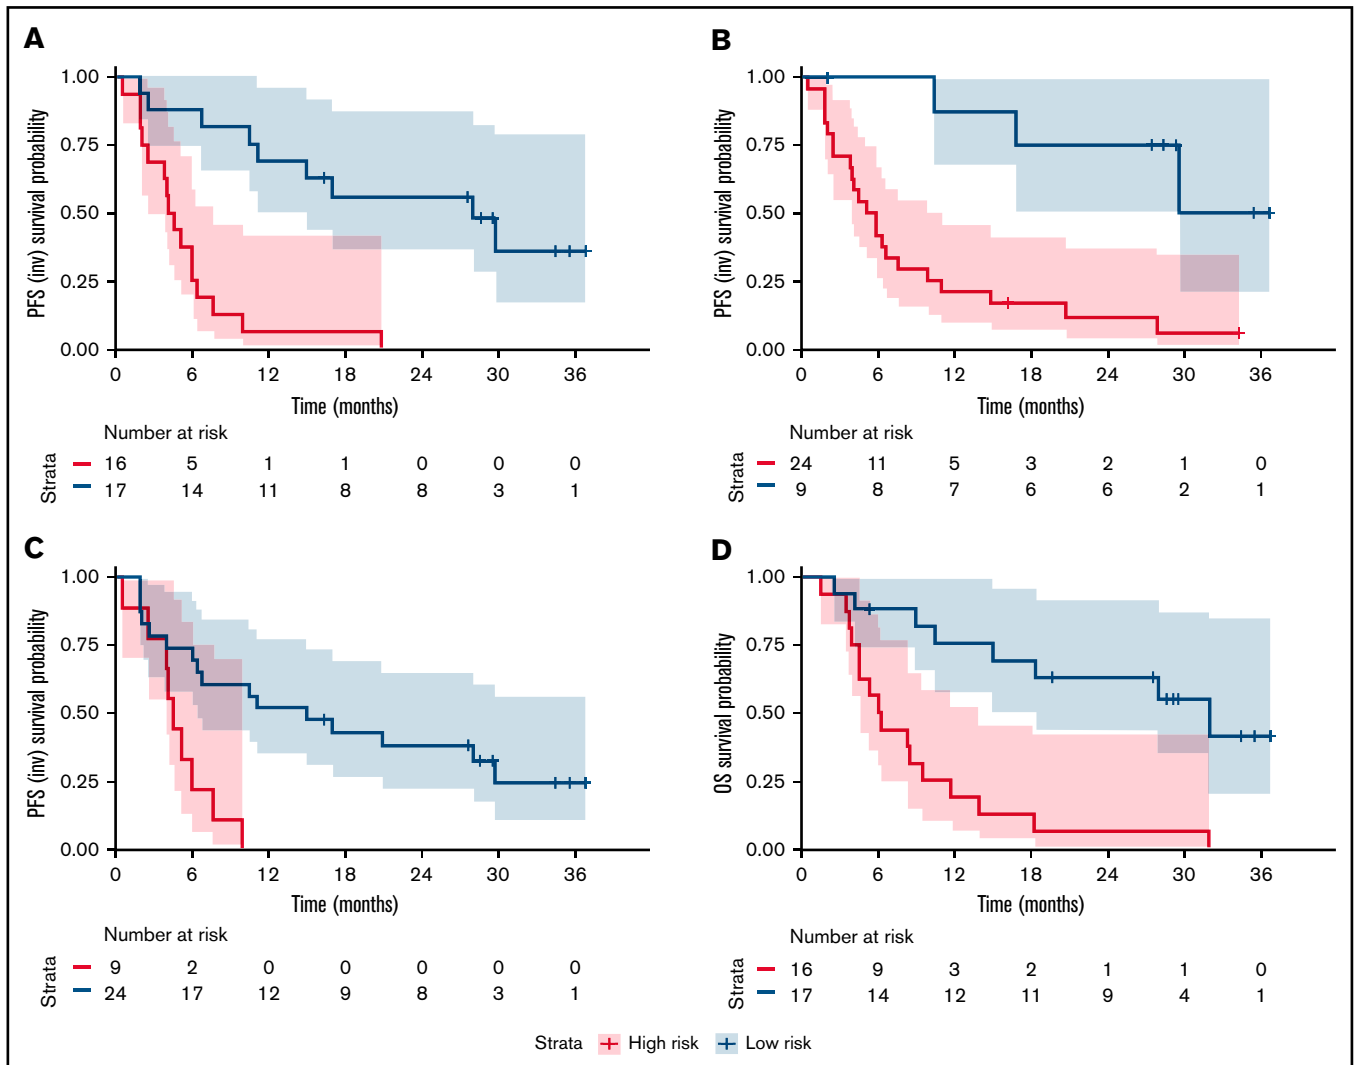 A
PFS (inv) survival probability
1.00
0.75
0.50
0.25
0.00
0 6 12 18 24 30 36
Time (months)
Number at risk
Strata
16 5 1 1 0 0 0
17 14 11 8 8 3 1
B
PFS (inv) survival probability
1.00
0.75
0.50
0.25
0.00
0 6 12 18 24 30 36
Time (months)
Number at risk
Strata
24 11 5 3 2 1 0
9 8 7 6 6 2 1
C
PFS (inv) survival probability
1.00
0.75
0.50
0.25
0.00
0 6 12 18 24 30 36
Time (months)
Number at risk
Strata
9 2 0 0 0 0 0
24 17 12 9 8 3 1
D
OS survival probability
1.00
0.75
0.50
0.25
0.00
0 6 12 18 24 30 36
Time (months)
Number at risk
Strata
16 9 3 2 1 1 0
17 14 12 11 9 4 1
Strata High risk Low risk